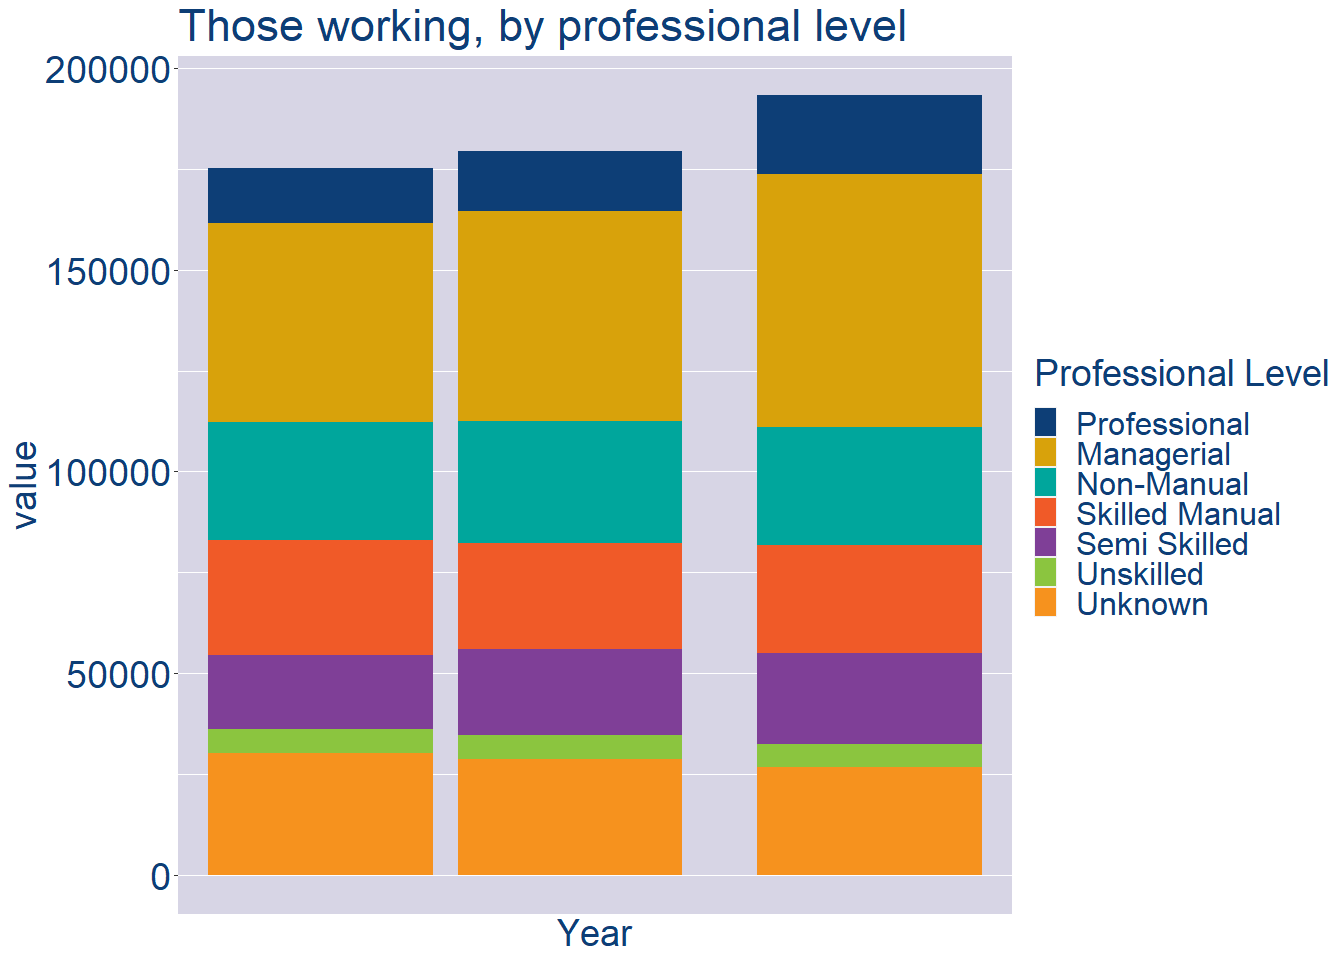 Those working, by professional level
200000
150000
100000
50000
0
value
Year
Professional Level
Professional
Managerial
Non-Manual
Skilled Manual
Semi Skilled
Unskilled
Unknown